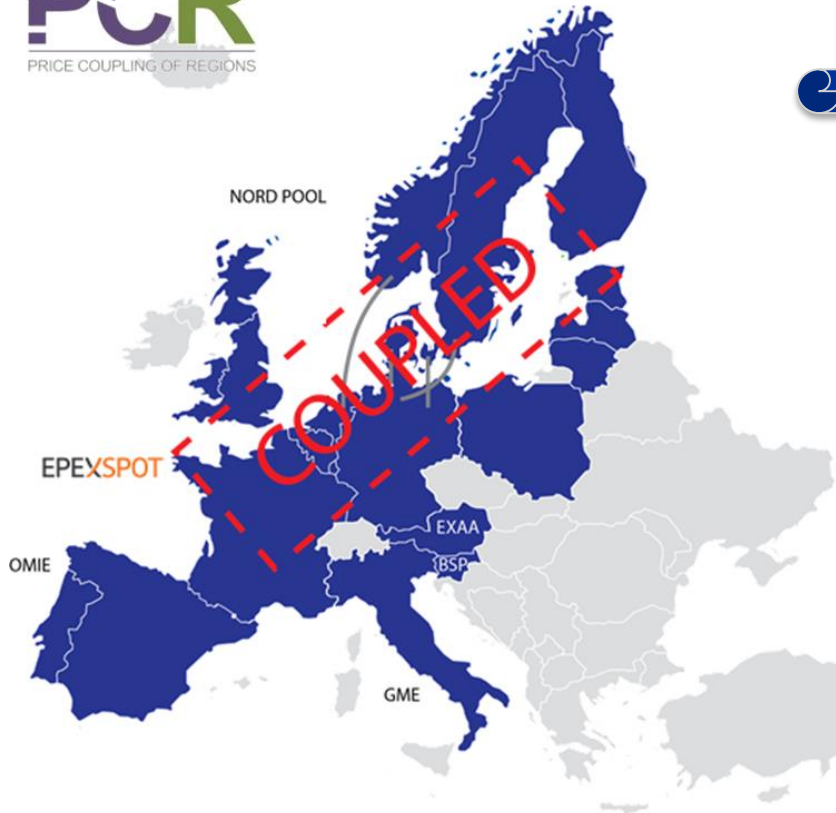 PCR
PRICE COUPLING OF REGIONS
NORD POOL
COUPLED
EPEXSPOT
EXAA
BSP
OMIE
GME